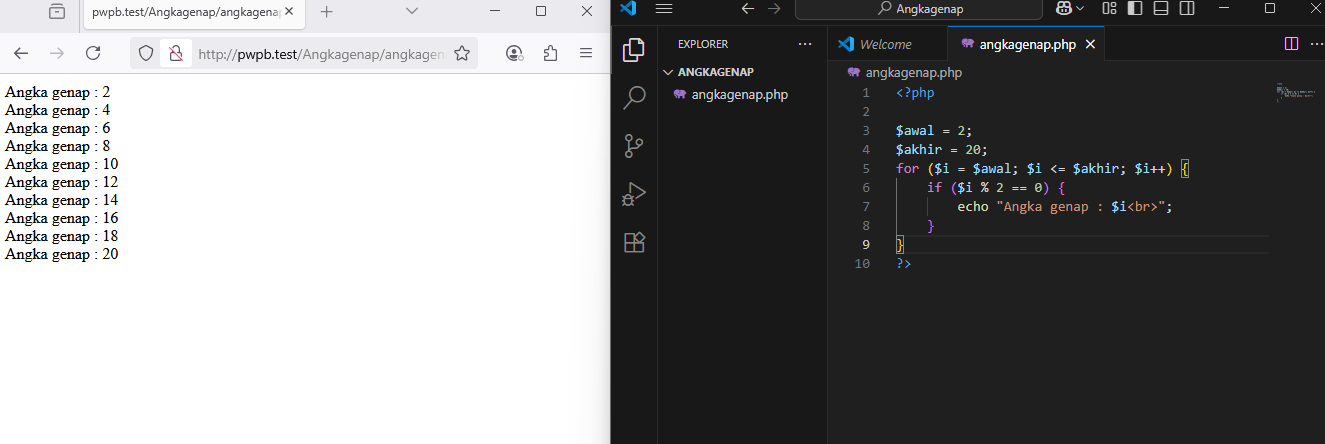 pwpb.test/Angkagenap/angkagenap
http://pwpb.test/Angkagenap/angkagenap
Angka genap : 2
Angka genap : 4
Angka genap : 6
Angka genap : 8
Angka genap : 10
Angka genap : 12
Angka genap : 14
Angka genap : 16
Angka genap : 18
Angka genap : 20
Angkagenap
EXPLORER
ANGKAGENAP
angkagenap.php
Welcome
angkagenap.php
angkagenap.php
1 <?php
2
3 $awal = 2;
4 $akhir = 20;
5 for ($i = $awal; $i <= $akhir; $i++) {
6     if ($i % 2 == 0) {
7         echo "Angka genap : $i<br>";
8     }
9 }
10 ?>